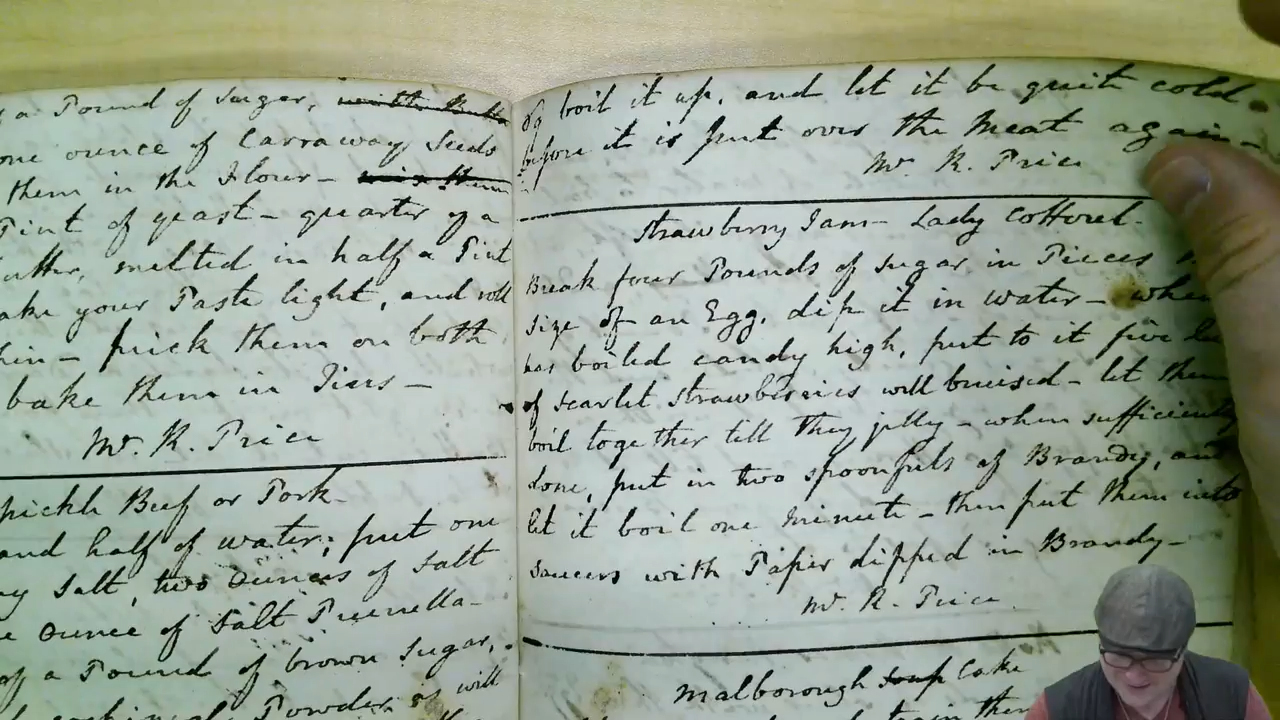 a Pound of Sugar,
one ounce of Carraway Seeds
them in the Flour –
Pint of yeast – quarter of a
melted in half a Pint
your Paste light, and roll
prick them on both
bake them in Tins –
Mr. R. Price
pickle Beef or Pork.
and half of water; put one
Salt, two Ounces of Salt
Ounce of Salt Prunella –
of a Pound of brown Sugar,
Powder as will
boil it up, and let it be quite cold
before it is put over the Meat again –
Mr. R. Price
Strawberry Jam – Lady Cotterel.
Break four Pounds of Sugar in Pieces
size of an Egg, dip it in water – when
has boiled candy high, put to it five
of scarlet Strawberries will bruised – let them
boil together till they jelly – when sufficiently
done, put in two spoonfuls of Brandy, and
let it boil one Minute – then put them into
Saucers with Paper dipped in Brandy –
Mr. R. Price
Malborough Soup Cake